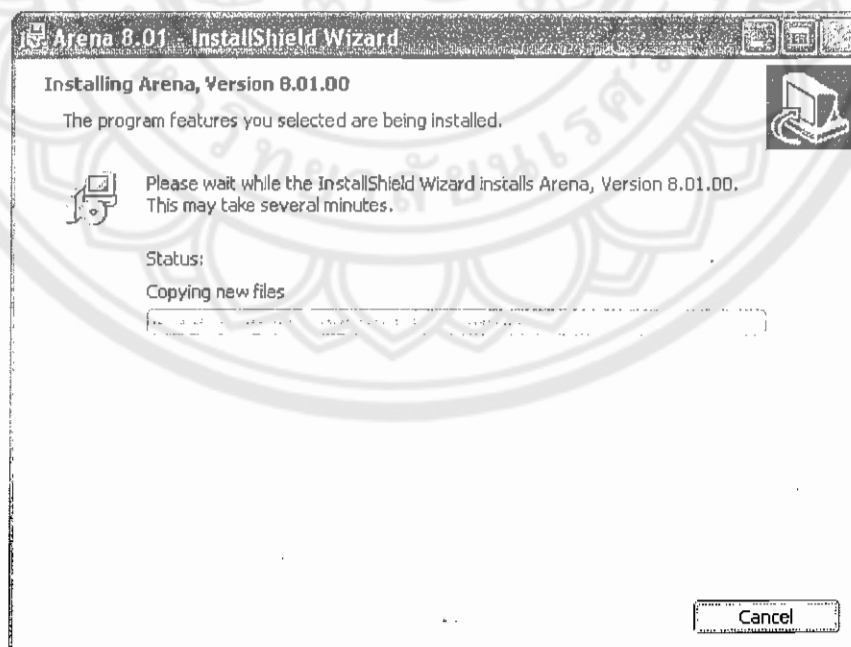 Arena 8.01 - InstallShield Wizard
Installing Arena, Version 8.01.00
The program features you selected are being installed.
Please wait while the InstallShield Wizard installs Arena, Version 8.01.00.
This may take several minutes.
Status:
Copying new files
Cancel